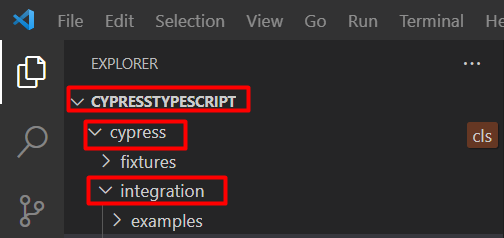 File Edit Selection View Go Run Terminal He
EXPLORER ...
CYPRESSTYPESCRIPT
cypress cls
fixtures
integration
examples